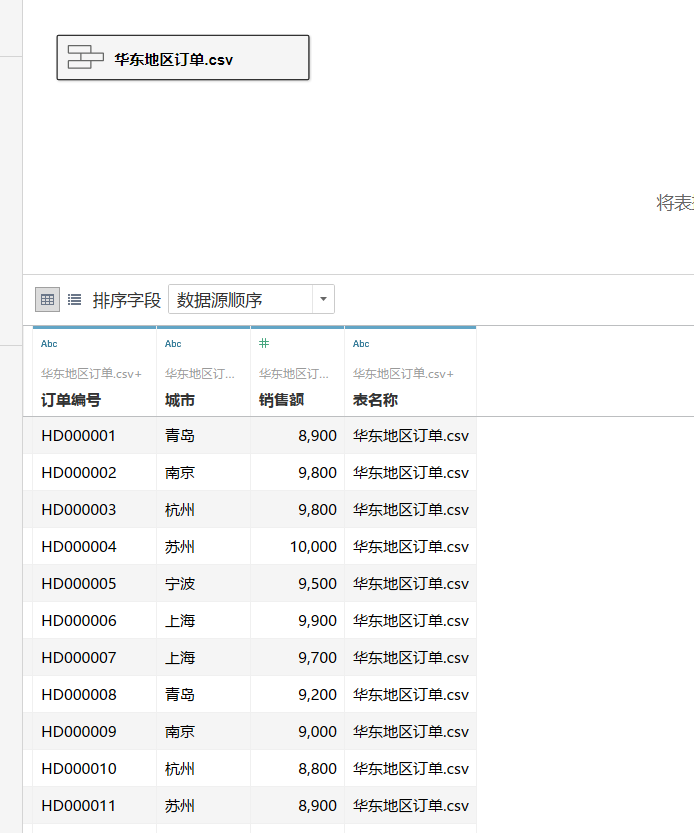 华东地区订单.csv
将表
排序字段 数据源顺序
Abc Abc # Abc
华东地区订单.csv+ 华东地区订... 华东地区订... 华东地区订单.csv+
订单编号 城市 销售额 表名称
HD000001 青岛 8,900 华东地区订单.csv
HD000002 南京 9,800 华东地区订单.csv
HD000003 杭州 9,800 华东地区订单.csv
HD000004 苏州 10,000 华东地区订单.csv
HD000005 宁波 9,500 华东地区订单.csv
HD000006 上海 9,900 华东地区订单.csv
HD000007 上海 9,700 华东地区订单.csv
HD000008 青岛 9,200 华东地区订单.csv
HD000009 南京 9,000 华东地区订单.csv
HD000010 杭州 8,800 华东地区订单.csv
HD000011 苏州 8,900 华东地区订单.csv